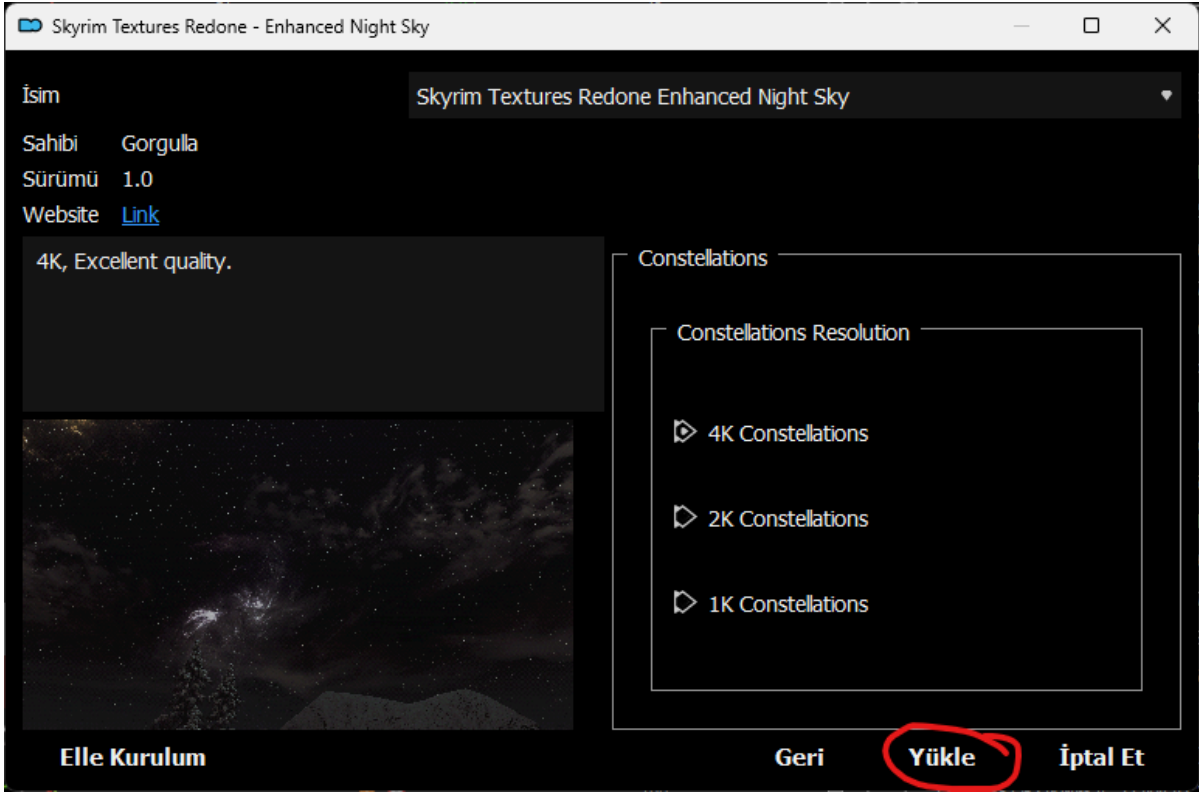 Skyrim Textures Redone - Enhanced Night Sky
İsim
Skyrim Textures Redone Enhanced Night Sky
Sahibi Gorgulla
Sürümü 1.0
Website Link
4K, Excellent quality.
Constellations
Constellations Resolution
4K Constellations
2K Constellations
1K Constellations
Elle Kurulum
Geri
Yükle
İptal Et